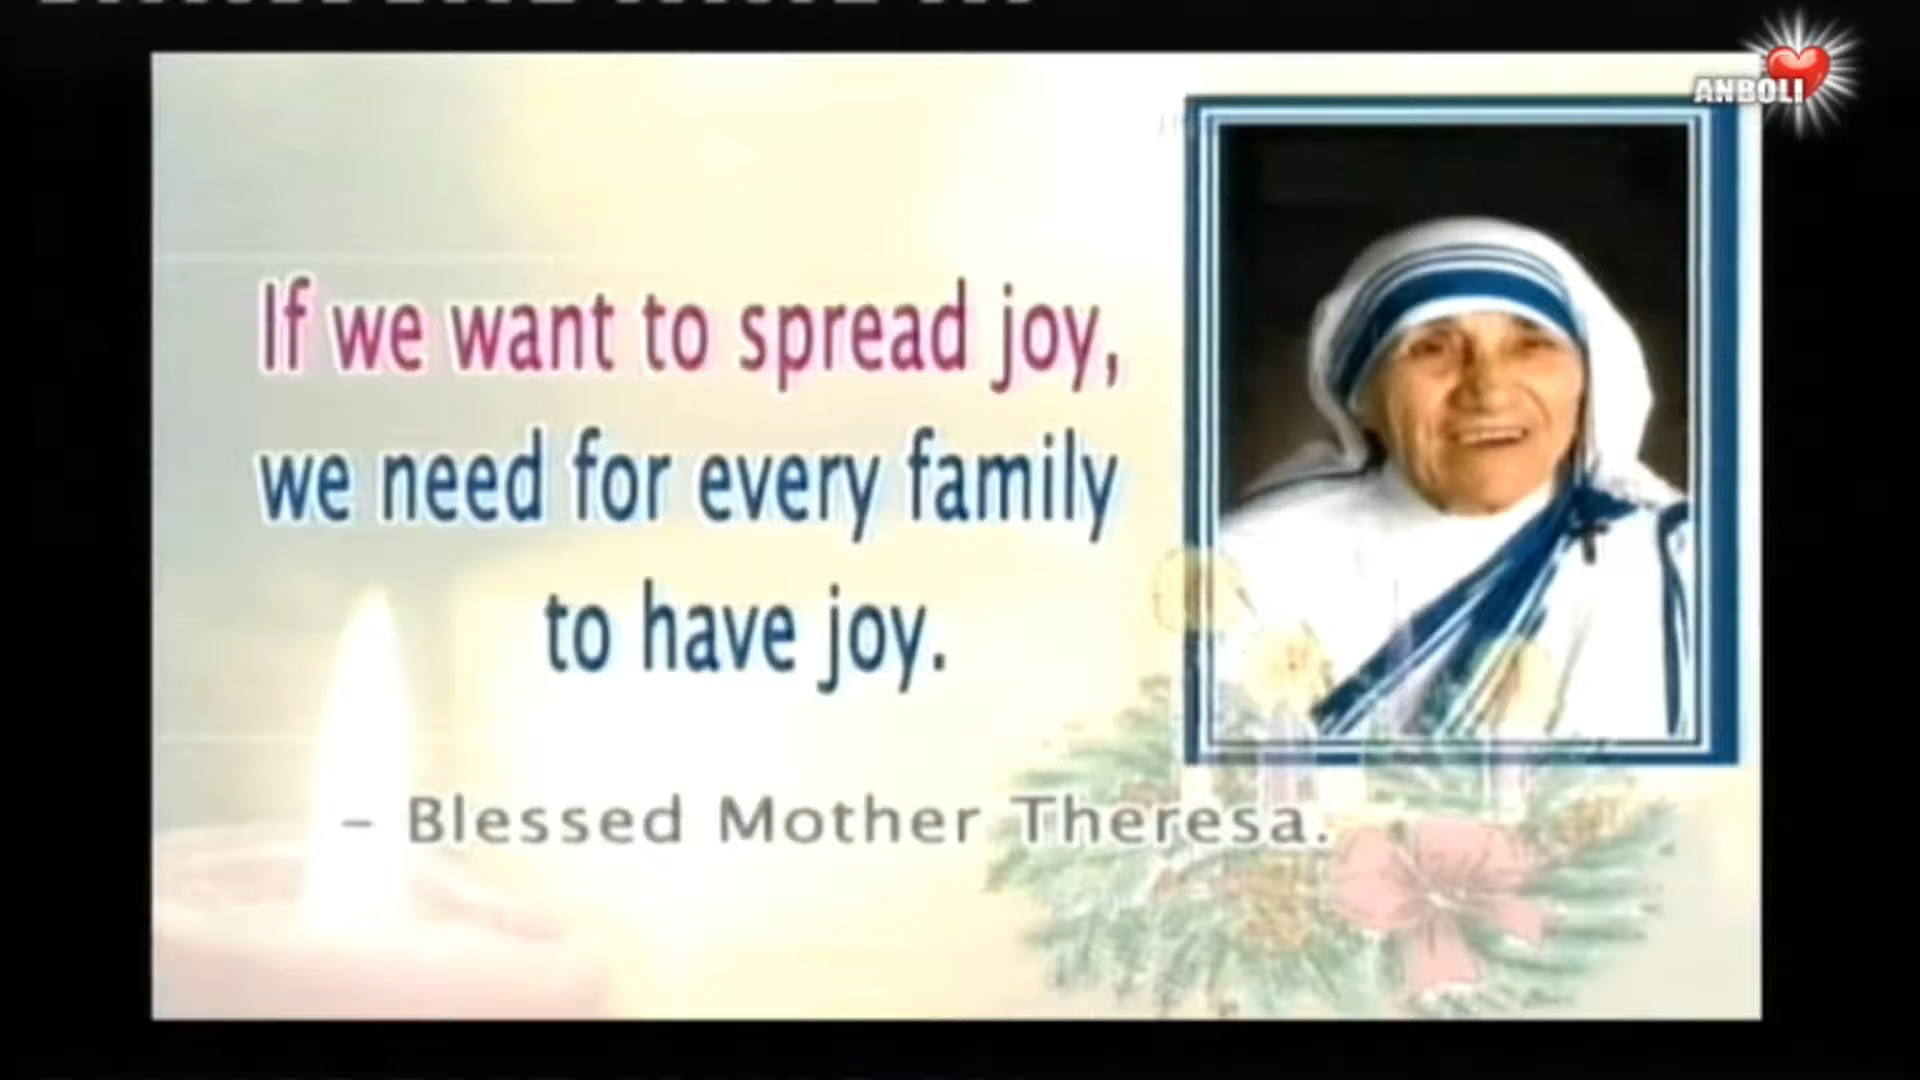 ANBOLI
If we want to spread joy,
we need for every family
to have joy.
– Blessed Mother Theresa.